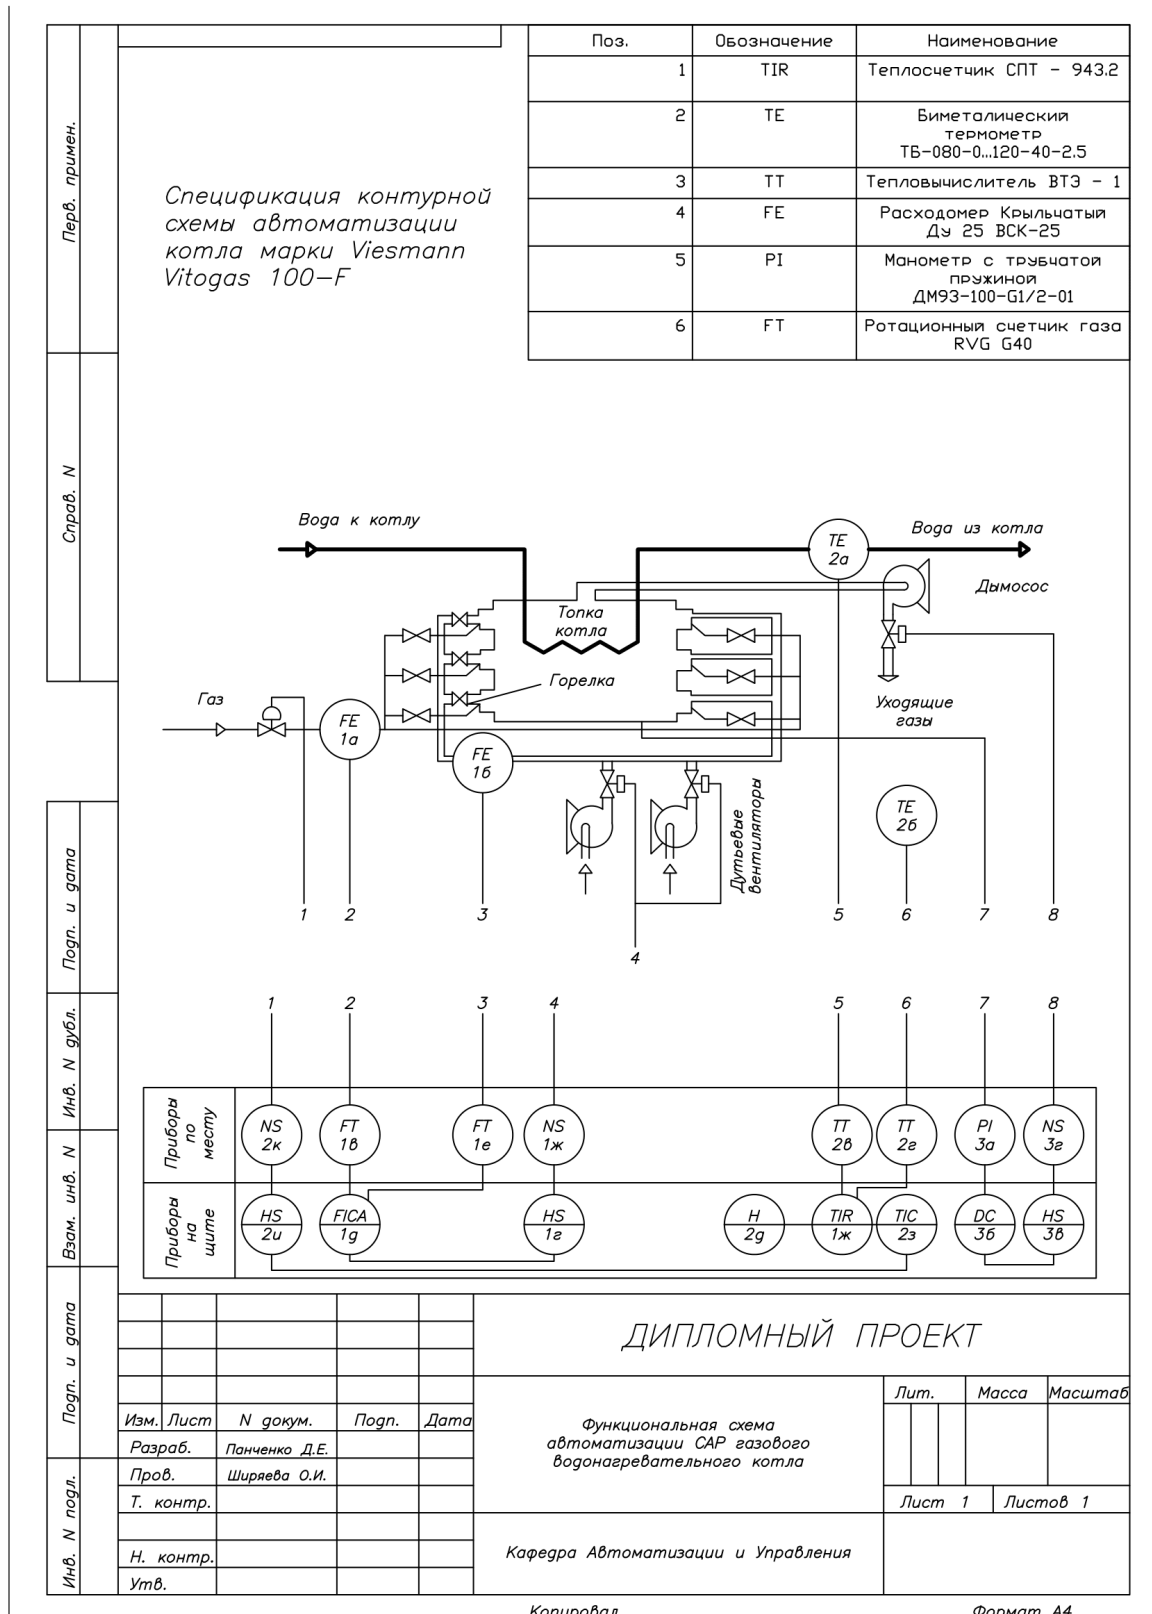 Поз.
Обозначение
Наименование
1
TIR
Теплосчетчик СПТ - 943.2
2
TE
Биметалический
термометр
ТБ-080-0...120-40-2.5
3
TT
Тепловычислитель ВТЭ - 1
4
FE
Расходомер Крыльчатый
Ду 25 ВСК-25
5
PI
Манометр с трубчатой
пружиной
ДМ93-100-G1/2-01
6
FT
Ротационный счетчик газа
RVG G40
Спецификация контурной
схемы автоматизации
котла марки Viesmann
Vitogas 100-F
Перв. примен.
Справ. N
Подп. и дата
Инв. N дубл.
Взам. инв. N
Подп. и дата
Инв. N подл.
Вода к котлу
TE
2а
Вода из котла
Дымосос
Топка
котла
Горелка
Газ
FE
1а
FE
1б
Уходящие
газы
TE
2б
Дутьевые
вентиляторы
1
2
3
4
5
6
7
8
1
2
3
4
5
6
7
8
Приборы
по
месту
NS
2к
FT
1в
FT
1е
NS
1ж
TT
2в
TT
2г
PI
3а
NS
3г
Приборы
на
щите
HS
2и
FICA
1д
HS
1г
H
2д
TIR
1ж
TIC
2з
DC
3б
HS
3в
ДИПЛОМНЫЙ ПРОЕКТ
Изм.
Лист
N докум.
Подп.
Дата
Разраб.
Панченко Д.Е.
Пров.
Ширяева О.И.
Т. контр.
Н. контр.
Утв.
Функциональная схема
автоматизации САР газового
водонагревательного котла
Лит.
Масса
Масштаб
Лист 1
Листов 1
Кафедра Автоматизации и Управления
Копировал
Формат А4